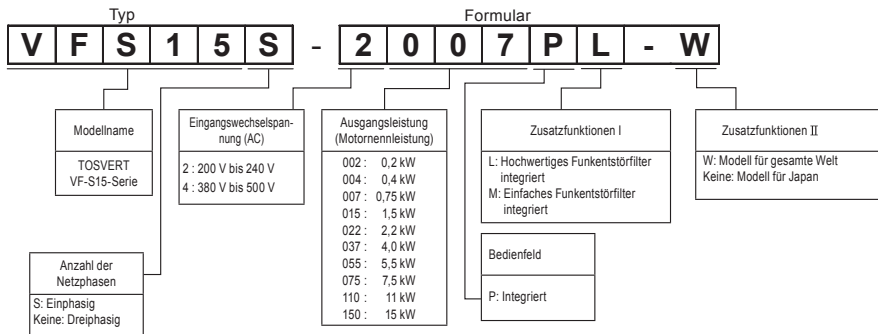 Typ
Formular
V F S 1 5 S - 2 0 0 7 P L - W
Modellname
TOSVERT
VF-S15-Serie
Anzahl der
Netzphasen
S: Einphasig
Keine: Dreiphasig
Eingangswechselspan-
nung (AC)
2 : 200 V bis 240 V
4 : 380 V bis 500 V
Ausgangsleistung
(Motornennleistung)
002 : 0,2 kW
004 : 0,4 kW
007 : 0,75 kW
015 : 1,5 kW
022 : 2,2 kW
037 : 4,0 kW
055 : 5,5 kW
075 : 7,5 kW
110 : 11 kW
150 : 15 kW
Zusatzfunktionen I
L: Hochwertiges Funkentstörfilter
integriert
M: Einfaches Funkentstörfilter
integriert
Bedienfeld
P: Integriert
Zusatzfunktionen II
W: Modell für gesamte Welt
Keine: Modell für Japan